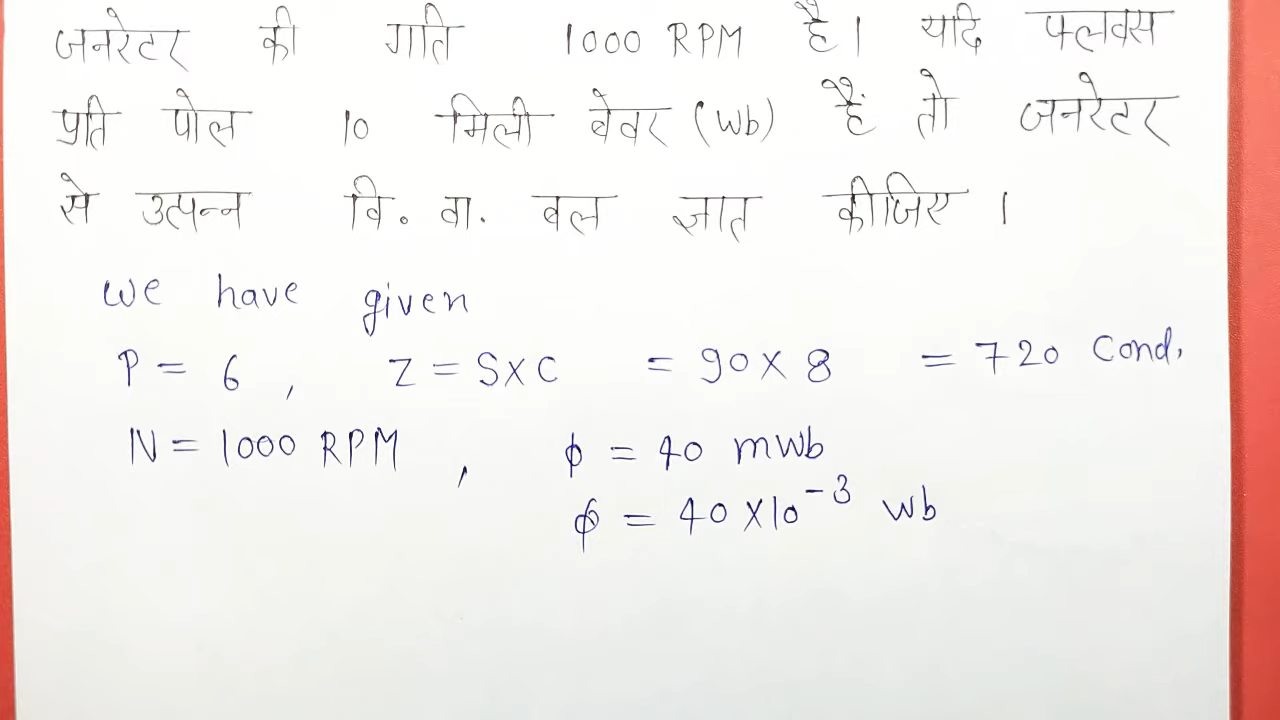 जनरेटर की गति 1000 RPM है। यदि फ्लक्स
प्रति पोल 10 मिली वेवर (Wb) हैं तो जनरेटर
से उत्पन्न वि. वा. बल ज्ञात कीजिए ।
we have given
P = 6 , Z = S×C = 90 × 8 = 720 Cond.
N = 1000 RPM , ϕ = 40 mwb
ϕ = 40 ×10⁻³ wb